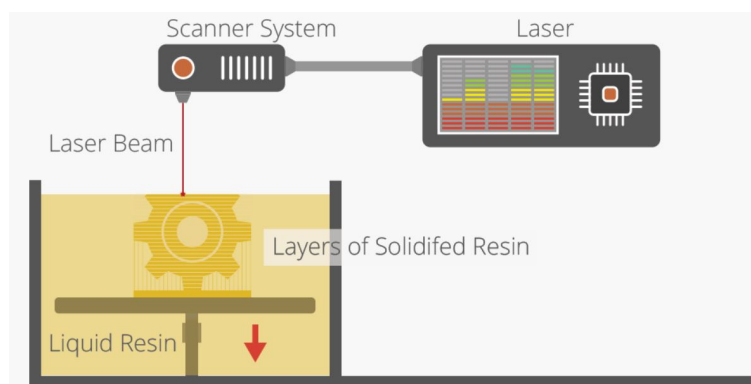 Scanner System
Laser
Laser Beam
Layers of Solidifed Resin
Liquid Resin